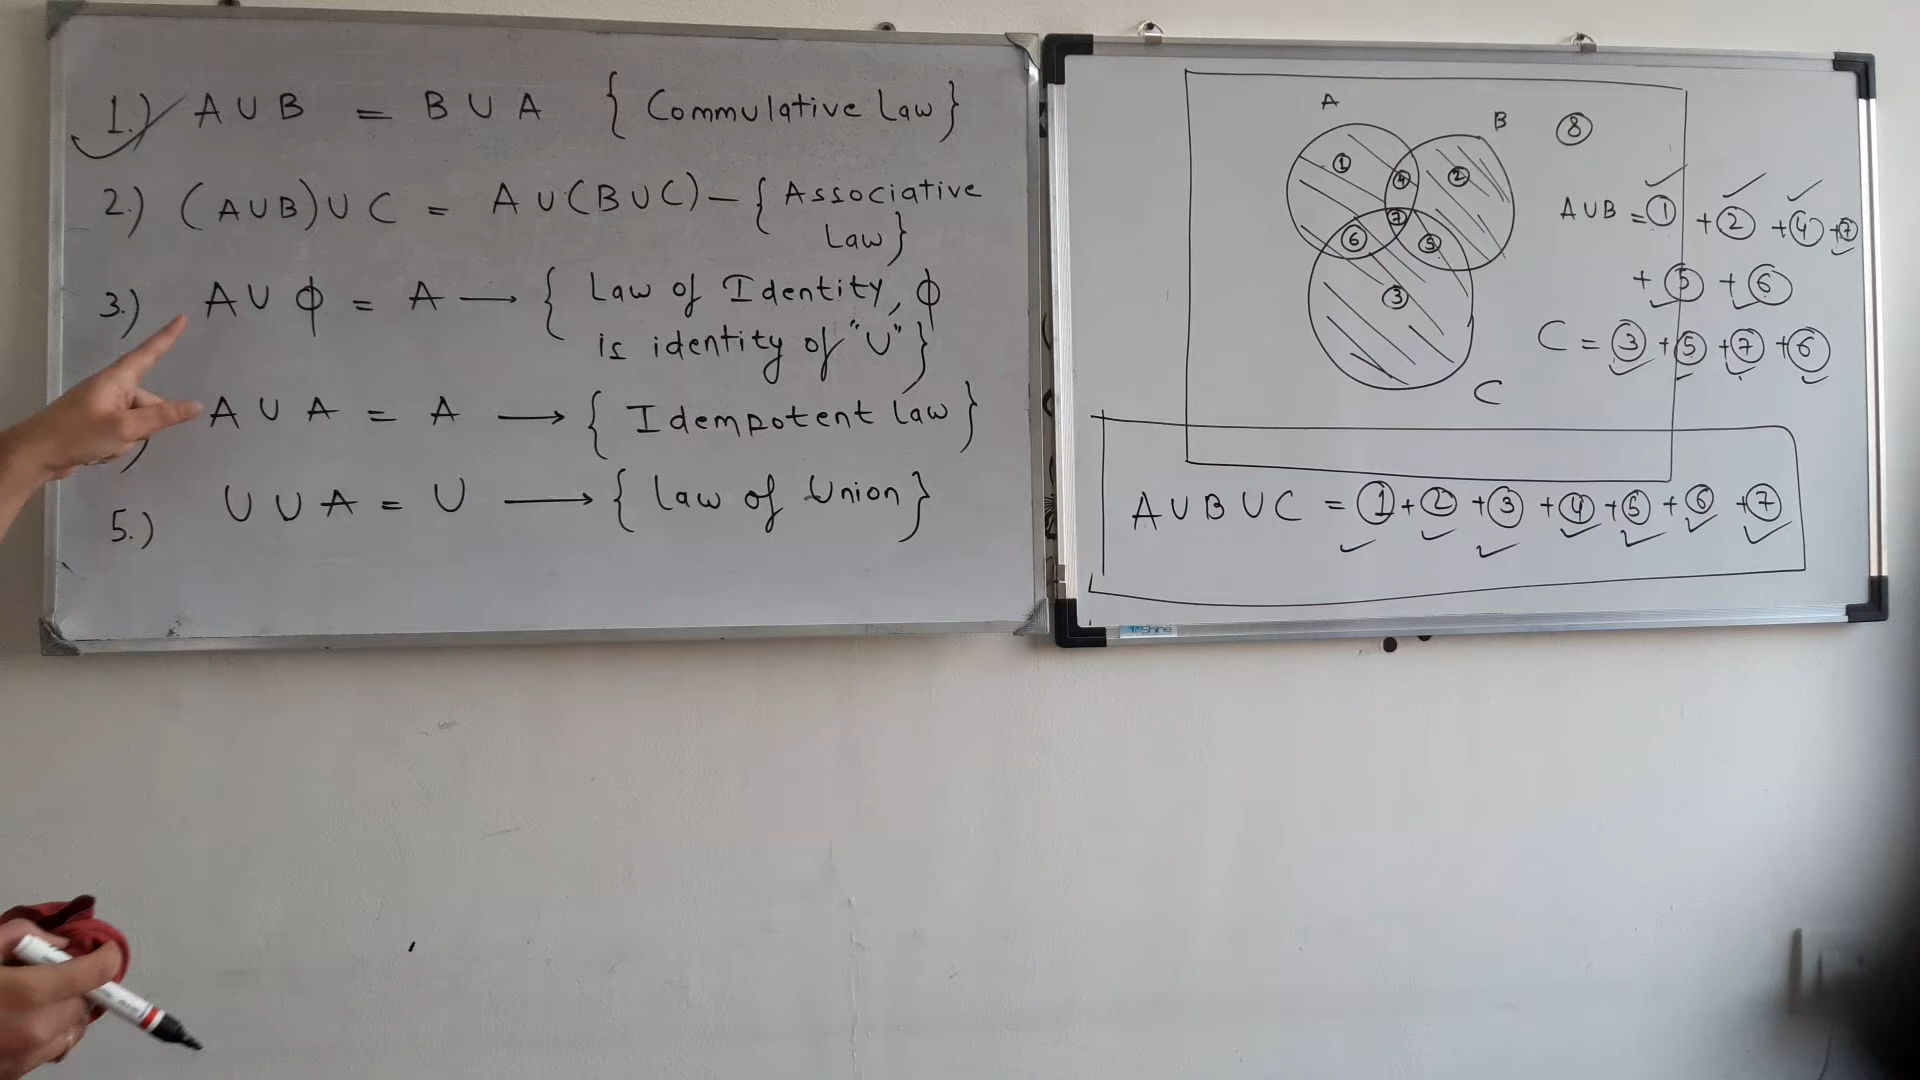 1.) A ∪ B = B ∪ A { Commulative Law }
2.) (A∪B)∪ C = A ∪(B∪C) – { Associative
Law }
3.) A ∪ ϕ = A → { Law of Identity, ϕ
is identity of "∪" }
A ∪ A = A → { Idempotent Law }
5.) U ∪ A = U → { Law of Union }
A
B
⑧
① ④ ②
⑦
⑥ ⑤
③
C
A∪B = ① + ② + ④ + ⑦
+ ⑤ + ⑥
C = ③ + ⑤ + ⑦ + ⑥
A ∪ B ∪ C = ① + ② + ③ + ④ + ⑤ + ⑥ + ⑦
Shine